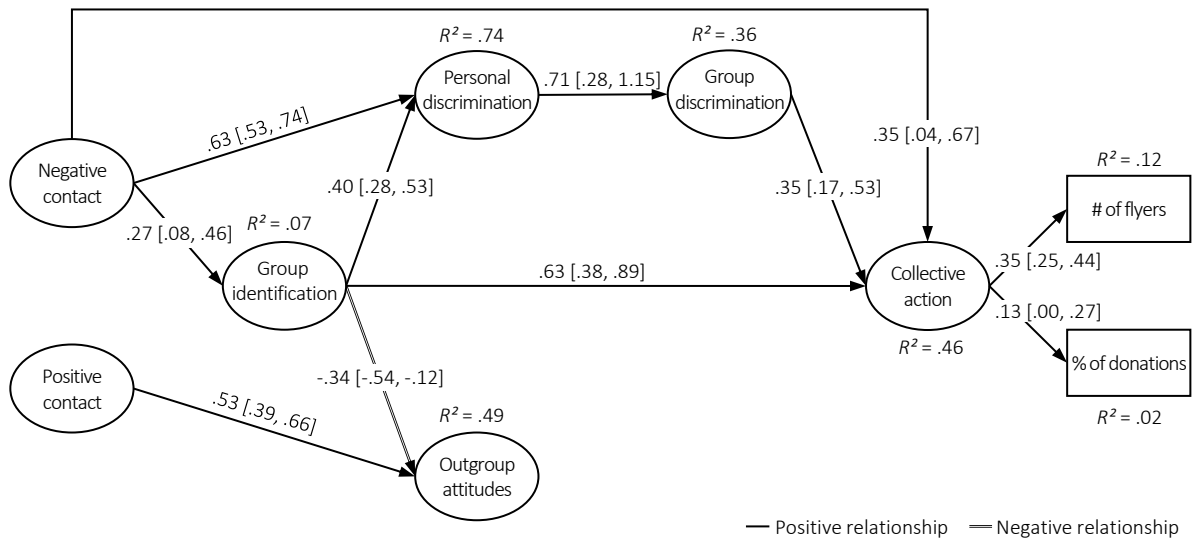 R² = .74
R² = .36
Personal
discrimination
.71 [.28, 1.15]
Group
discrimination
.63 [.53, .74]
.35 [.04, .67]
Negative
contact
.40 [.28, .53]
.35 [.17, .53]
R² = .12
# of flyers
.27 [.08, .46]
R² = .07
Group
identification
.63 [.38, .89]
Collective
action
.35 [.25, .44]
.13 [.00, .27]
R² = .46
% of donations
R² = .02
Positive
contact
-.34 [-.54, -.12]
.53 [.39, .66]
R² = .49
Outgroup
attitudes
Positive relationship
Negative relationship